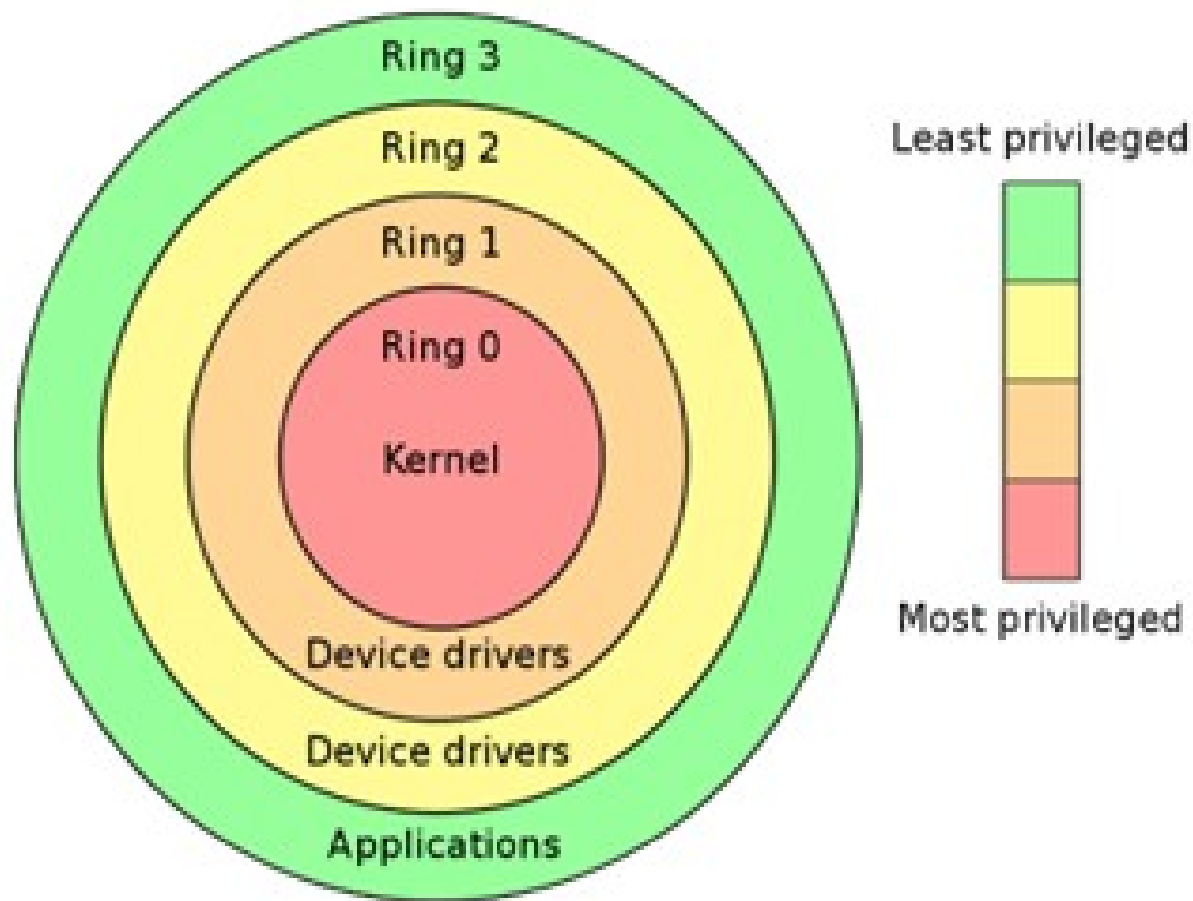 Ring 3
Ring 2
Ring 1
Ring 0
Kernel
Device drivers
Device drivers
Applications
Least privileged
Most privileged